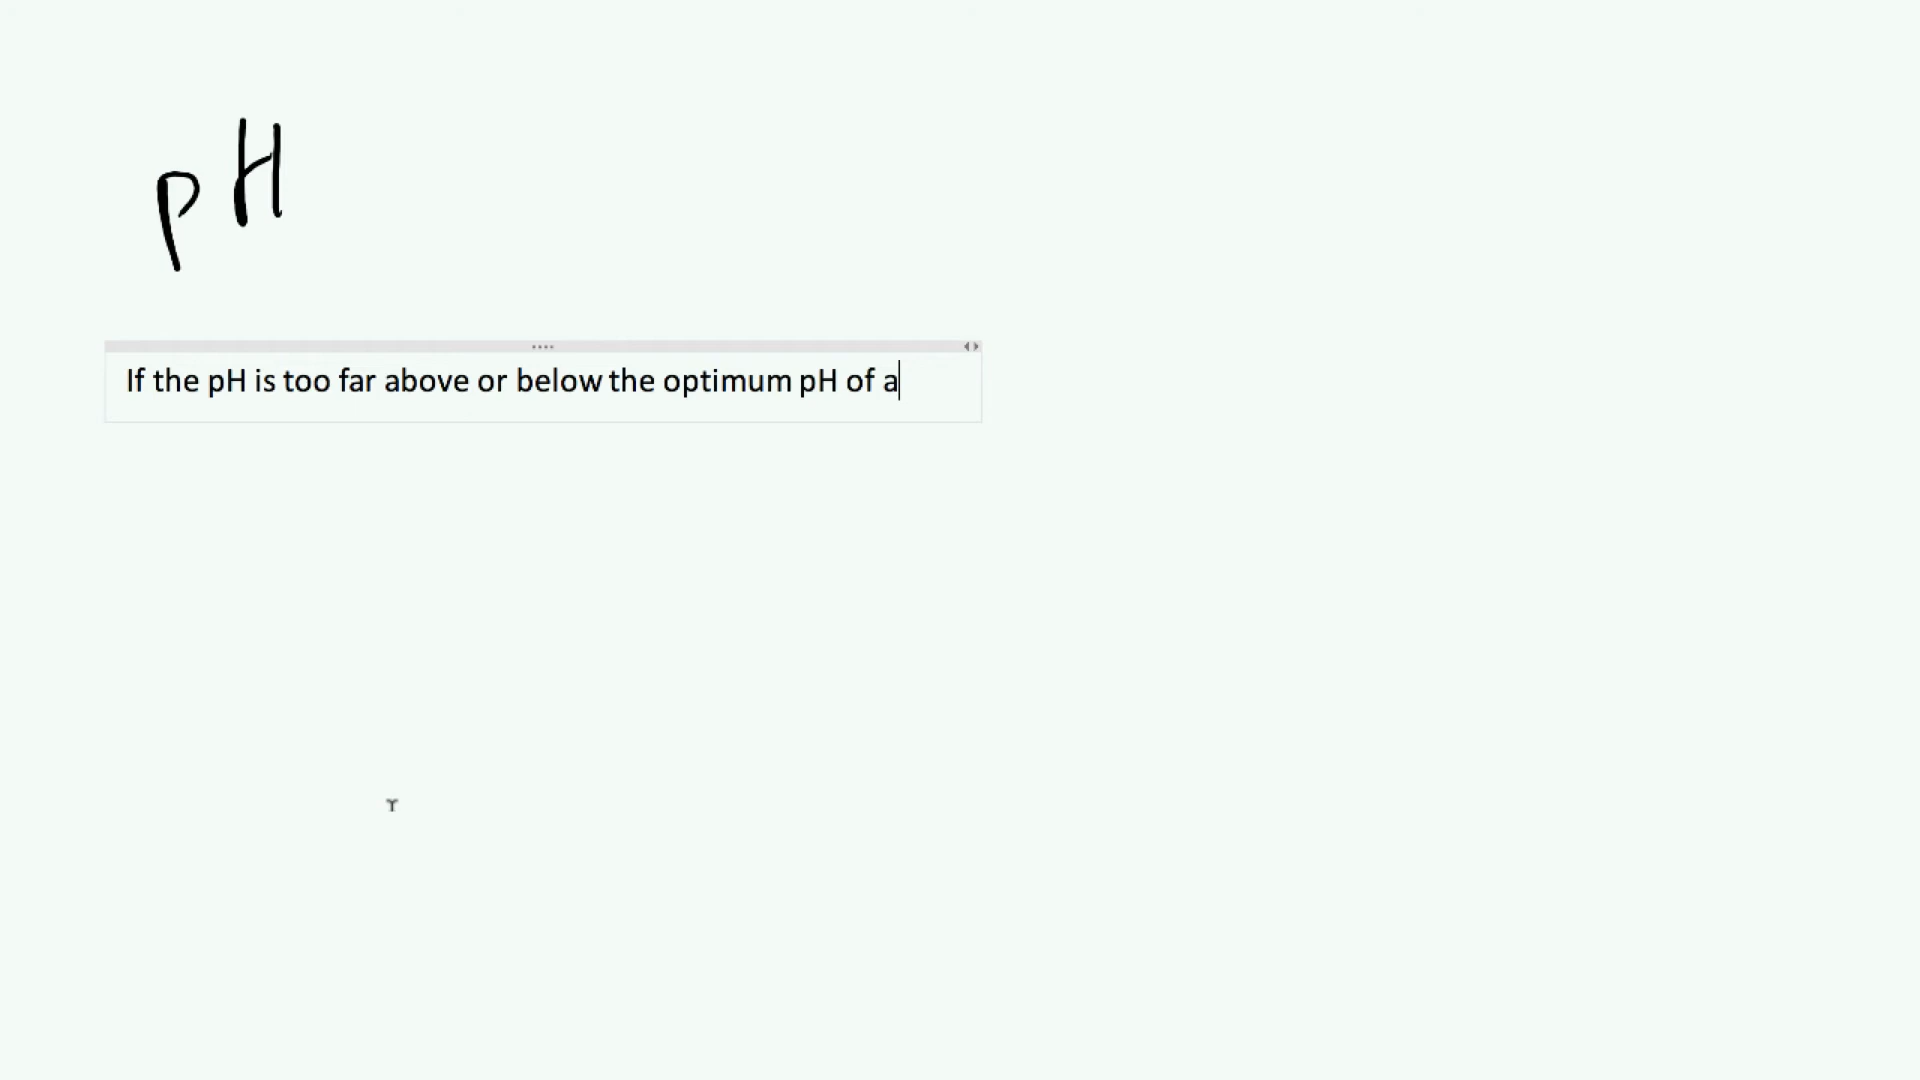 pH
If the pH is too far above or below the optimum pH of a